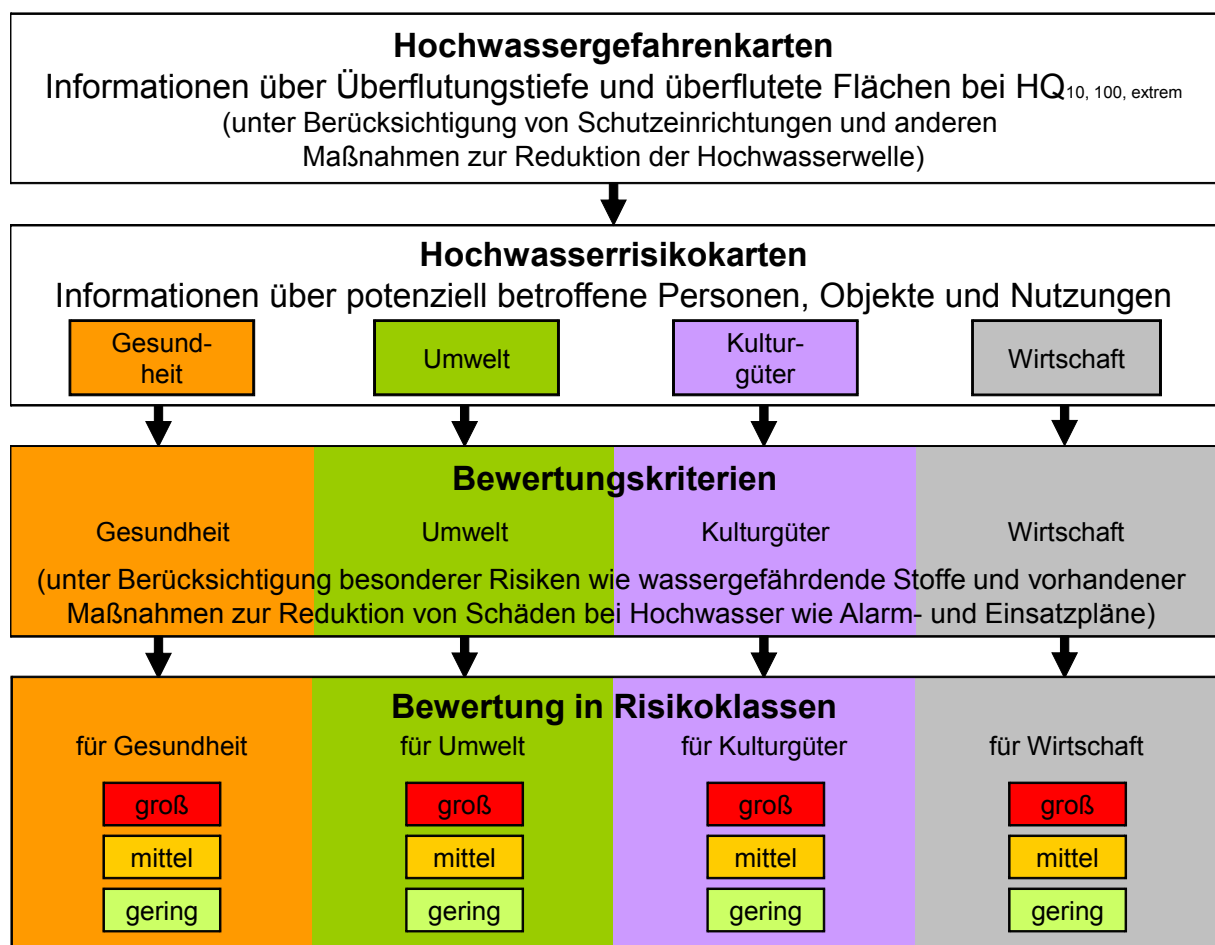 Hochwassergefahrenkarten
Informationen über Überflutungstiefe und überflutete Flächen bei HQ10, 100, extrem
(unter Berücksichtigung von Schutzeinrichtungen und anderen
Maßnahmen zur Reduktion der Hochwasserwelle)
Hochwasserrisikokarten
Informationen über potenziell betroffene Personen, Objekte und Nutzungen
Gesund-
heit
Umwelt
Kultur-
güter
Wirtschaft
Bewertungskriterien
Gesundheit Umwelt Kulturgüter Wirtschaft
(unter Berücksichtigung besonderer Risiken wie wassergefährdende Stoffe und vorhandener
Maßnahmen zur Reduktion von Schäden bei Hochwasser wie Alarm- und Einsatzpläne)
Bewertung in Risikoklassen
für Gesundheit für Umwelt für Kulturgüter für Wirtschaft
groß groß groß groß
mittel mittel mittel mittel
gering gering gering gering